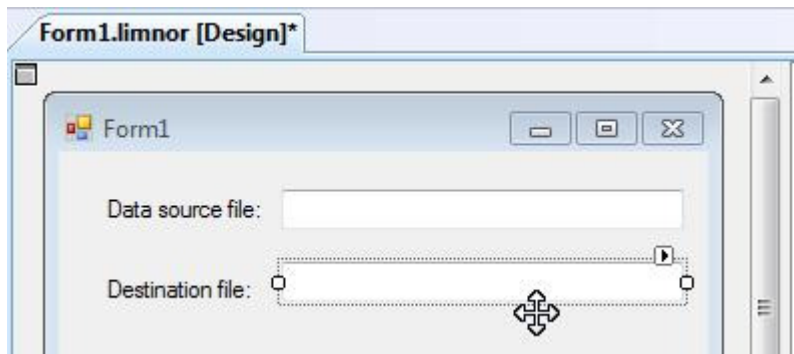 Form1.limnor [Design]*
Form1
Data source file:
Destination file: